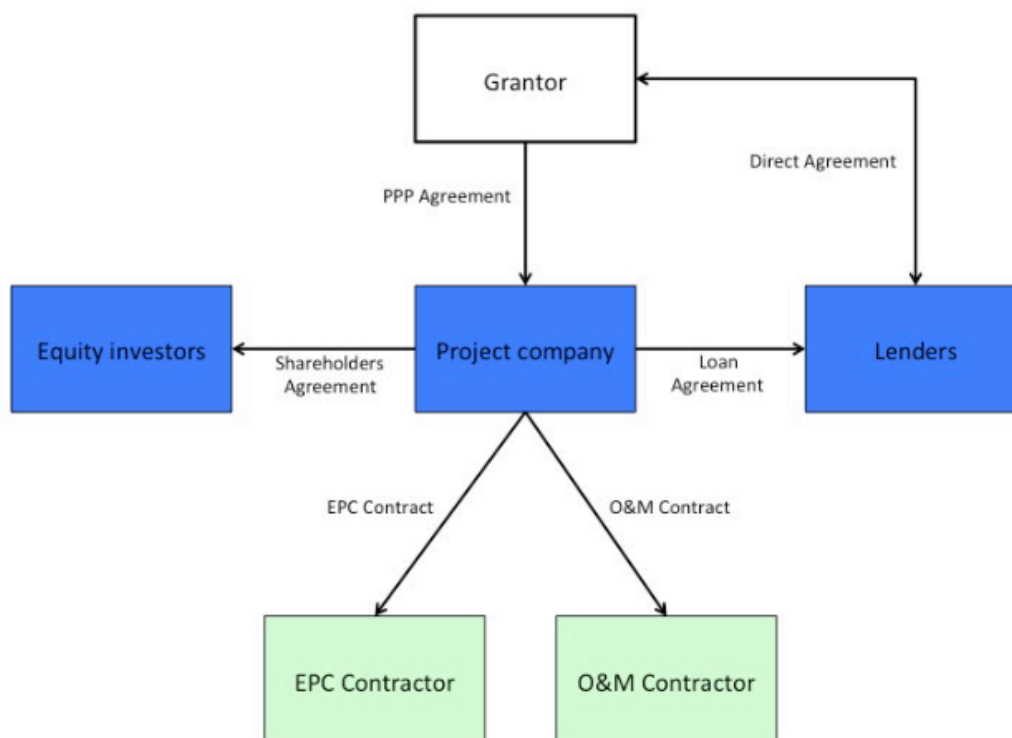 Grantor
Direct Agreement
PPP Agreement
Equity investors
Shareholders
Agreement
Project company
Loan
Agreement
Lenders
EPC Contract
O&M Contract
EPC Contractor
O&M Contractor